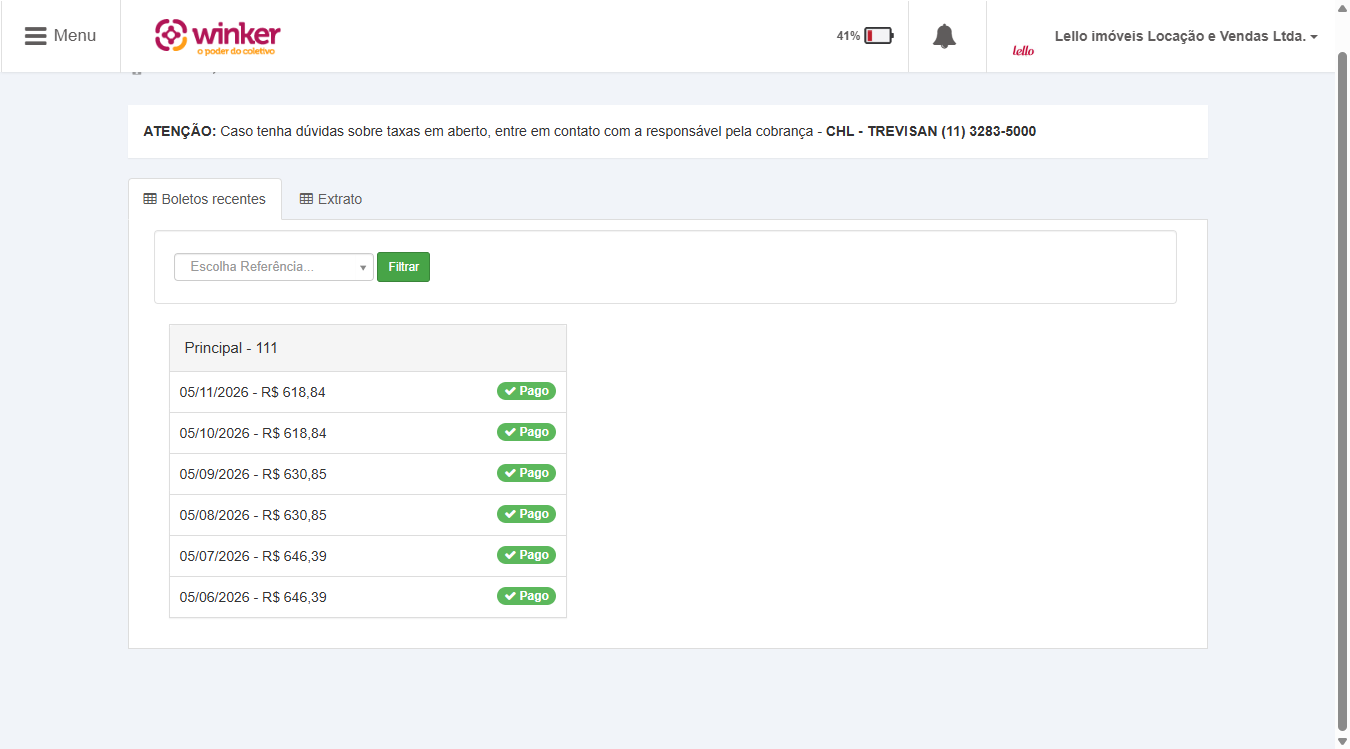 Menu
winker
o poder do coletivo
41%
lello
Lello imóveis Locação e Vendas Ltda.
ATENÇÃO: Caso tenha dúvidas sobre taxas em aberto, entre em contato com a responsável pela cobrança - CHL - TREVISAN (11) 3283-5000
Boletos recentes
Extrato
Escolha Referência...
Filtrar
Principal - 111
05/11/2026 - R$ 618,84 Pago
05/10/2026 - R$ 618,84 Pago
05/09/2026 - R$ 630,85 Pago
05/08/2026 - R$ 630,85 Pago
05/07/2026 - R$ 646,39 Pago
05/06/2026 - R$ 646,39 Pago